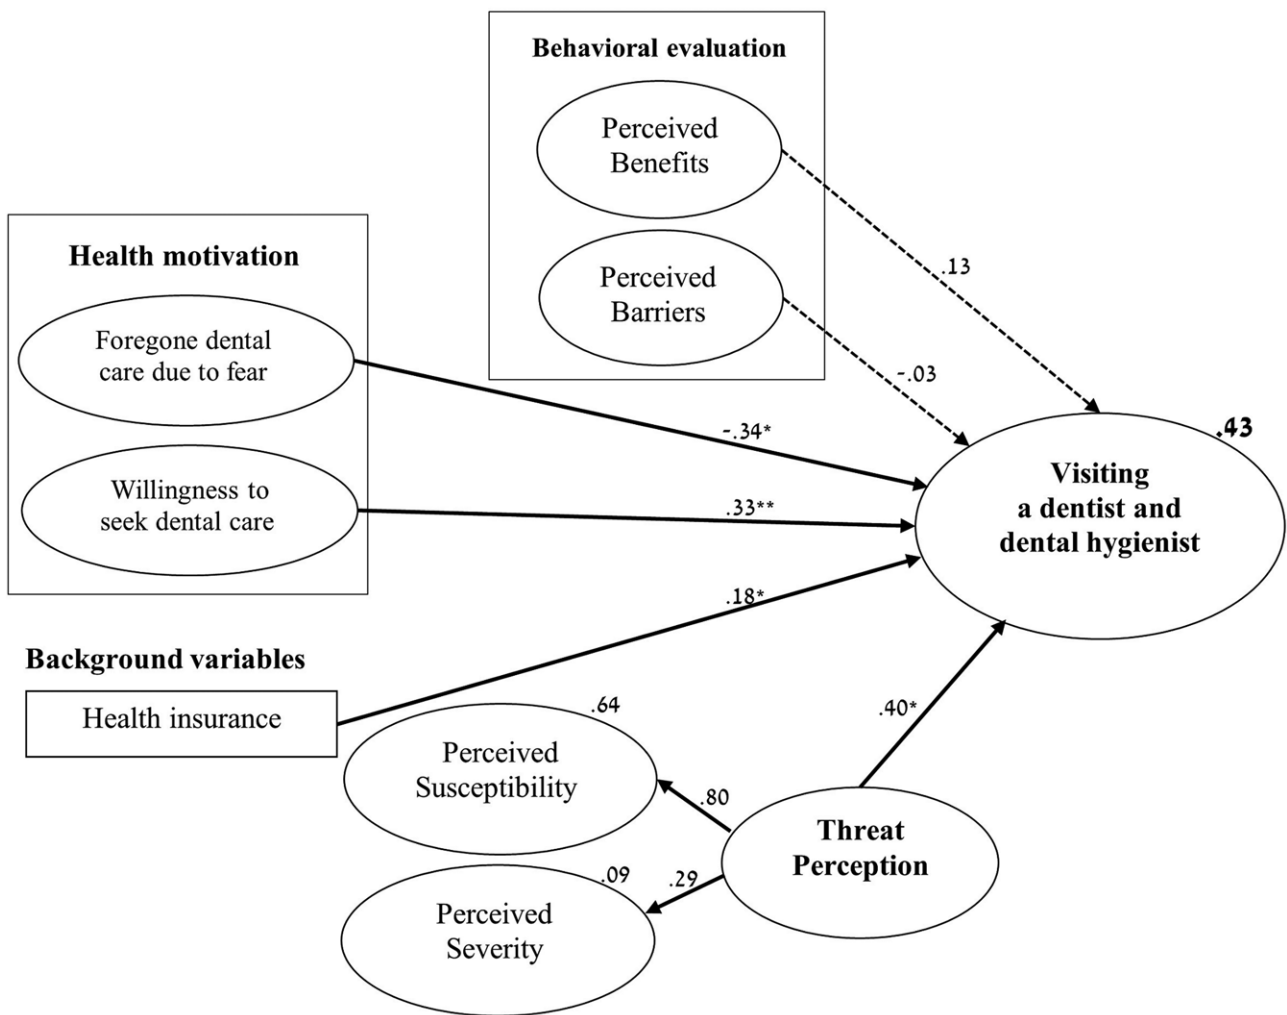 Behavioral evaluation
Perceived
Benefits
Perceived
Barriers
.13
-.03
Health motivation
Foregone dental
care due to fear
Willingness to
seek dental care
-.34*
.33**
.43
Visiting
a dentist and
dental hygienist
.18*
Background variables
Health insurance
.64
Perceived
Susceptibility
.80
.40*
Threat
Perception
.09
.29
Perceived
Severity